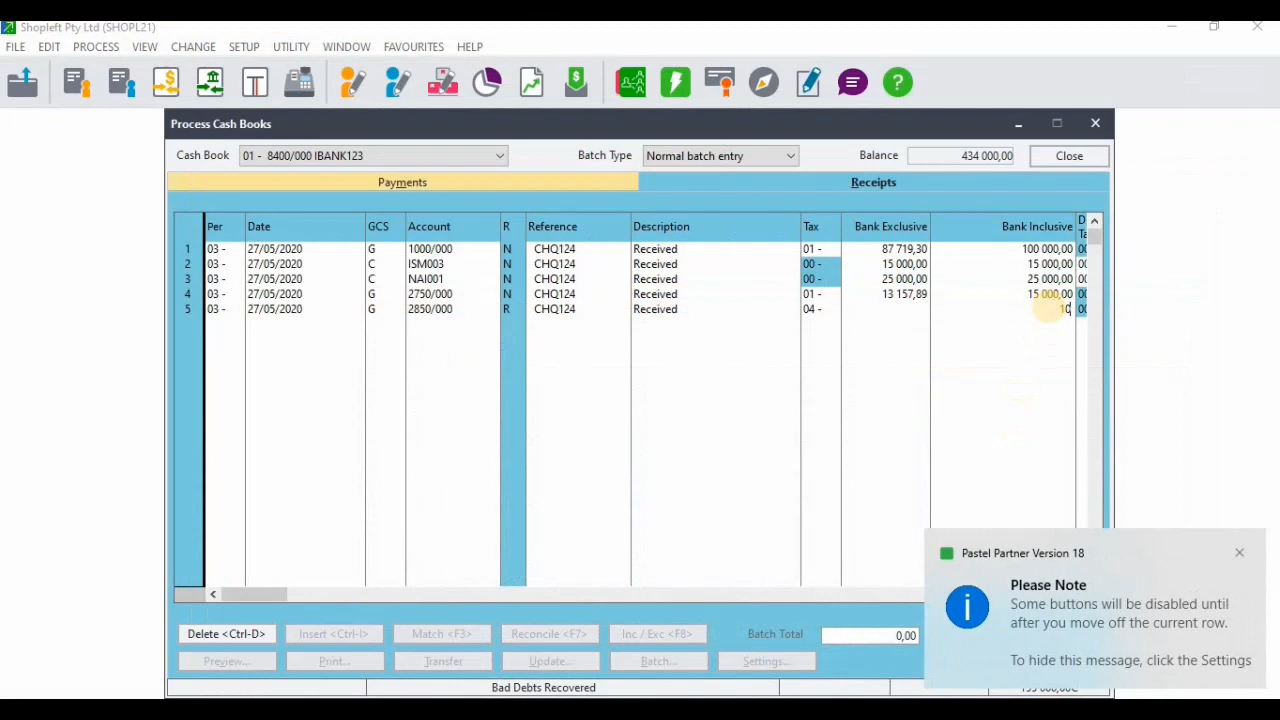 Shopleft Pty Ltd (SHOPL21)
FILE EDIT PROCESS VIEW CHANGE SETUP UTILITY WINDOW FAVOURITES HELP
Process Cash Books
Cash Book 01 - 8400/000 IBANK123 Batch Type Normal batch entry Balance 434 000,00 Close
Payments Receipts
Per Date GCS Account R Reference Description Tax Bank Exclusive Bank Inclusive
1 03 - 27/05/2020 G 1000/000 N CHQ124 Received 01 - 87 719,30 100 000,00 00
2 03 - 27/05/2020 C ISM003 N CHQ124 Received 00 - 15 000,00 15 000,00 00
3 03 - 27/05/2020 C NAI001 N CHQ124 Received 00 - 25 000,00 25 000,00 00
4 03 - 27/05/2020 G 2750/000 N CHQ124 Received 01 - 13 157,89 15 000,00 00
5 03 - 27/05/2020 G 2850/000 R CHQ124 Received 04 - 10 00
Delete <Ctrl-D> Insert <Ctrl-I> Match <F3> Reconcile <F7> Inc / Exc <F8> Batch Total 0,00
Preview... Print... Transfer Update... Batch... Settings...
Bad Debts Recovered
Pastel Partner Version 18
Please Note
Some buttons will be disabled until
after you move off the current row.
To hide this message, click the Settings